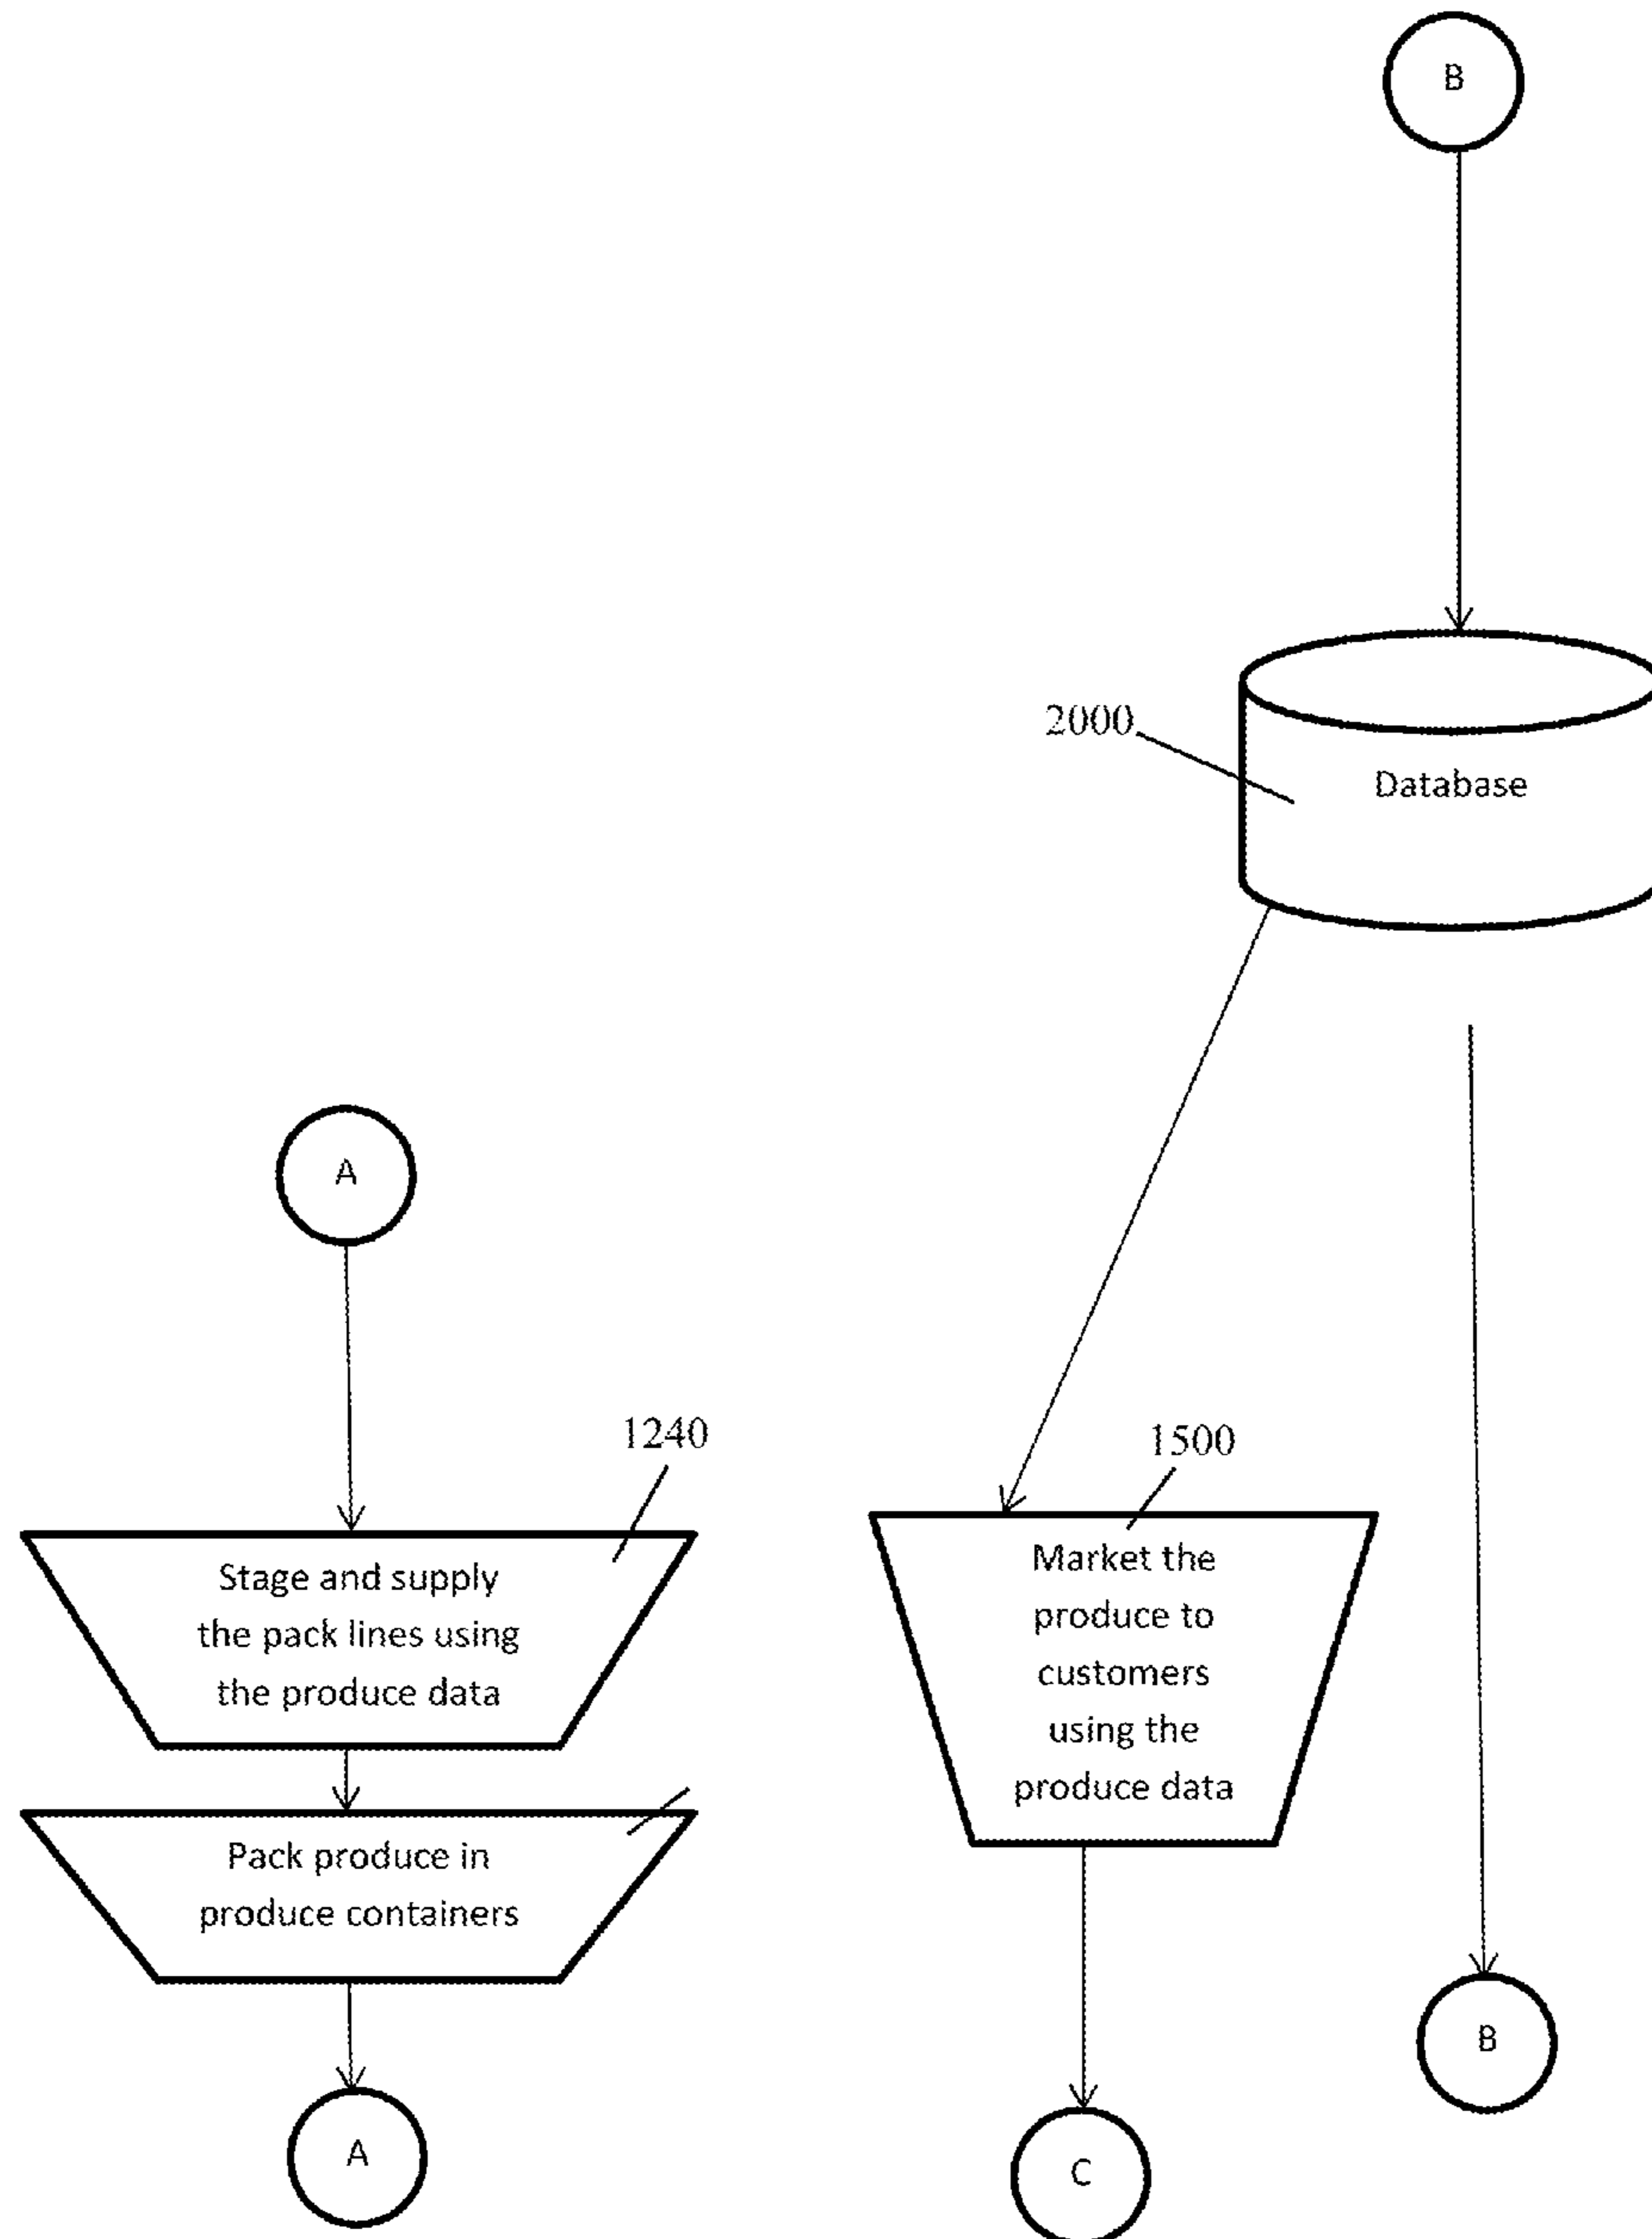 B
2000
Database
A
1240
Stage and supply
the pack lines using
the produce data
Pack produce in
produce containers
A
1500
Market the
produce to
customers
using the
produce data
B
C